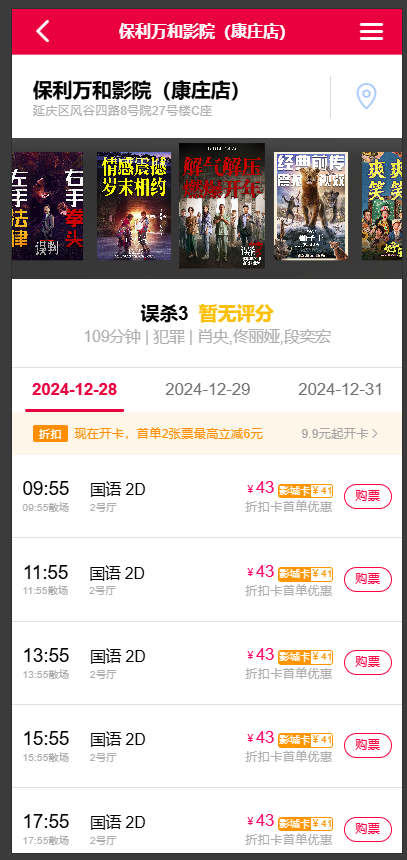 保利万和影院（康庄店）
保利万和影院（康庄店）
延庆区风谷四路8号院27号楼C座
左手法律
右手拳头
误判
情感震撼
岁末相约
解气解压
燃爆开年
误杀3
经典前传
爽笑
误杀3 暂无评分
109分钟 | 犯罪 | 肖央,佟丽娅,段奕宏
2024-12-28 2024-12-29 2024-12-31
折扣 现在开卡，首单2张票最高立减6元 9.9元起开卡
09:55 国语 2D ¥43 影城卡 ¥41 购票
09:55散场 2号厅 折扣卡首单优惠
11:55 国语 2D ¥43 影城卡 ¥41 购票
11:55散场 2号厅 折扣卡首单优惠
13:55 国语 2D ¥43 影城卡 ¥41 购票
13:55散场 2号厅 折扣卡首单优惠
15:55 国语 2D ¥43 影城卡 ¥41 购票
15:55散场 2号厅 折扣卡首单优惠
17:55 国语 2D ¥43 影城卡 ¥41 购票
17:55散场 2号厅 折扣卡首单优惠